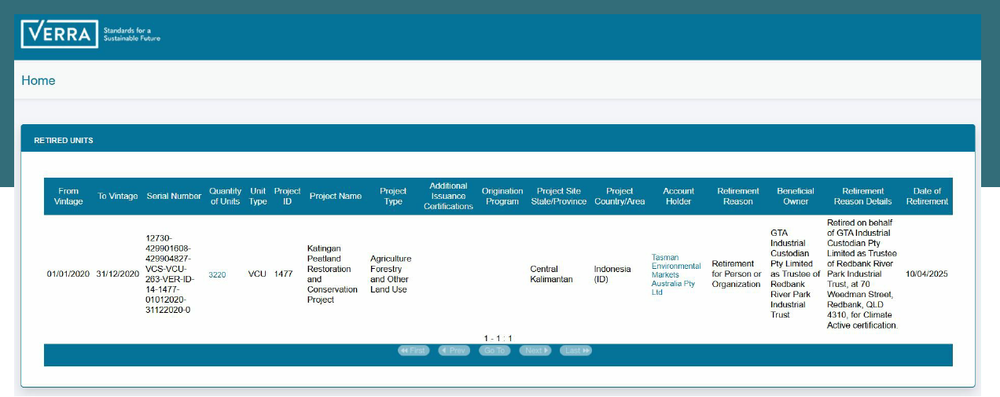 VERRA
Standards for a
Sustainable Future
Home
RETIRED UNITS
From
Vintage
To Vintage
Serial Number
Quantity
of Units
Unit
Type
Project
ID
Project Name
Project
Type
Additional
Issuance
Certifications
Origination
Program
Project Site
State/Province
Project
Country/Area
Account
Holder
Retirement
Reason
Beneficial
Owner
Retirement
Reason Details
Date of
Retirement
01/01/2020
31/12/2020
12730-
429901608-
429904827-
VCS-VCU-
263-VER-ID-
14-1477-
01012020-
31122020-0
3220
VCU
1477
Katingan
Peatland
Restoration
and
Conservation
Project
Agriculture
Forestry
and Other
Land Use
Central
Kalimantan
Indonesia
(ID)
Tasman
Environmental
Markets
Australia Pty
Ltd
Retirement
for Person or
Organization
GTA
Industrial
Custodian
Pty Limited
as Trustee of
Redbank
River Park
Industrial
Trust
Retired on behalf
of GTA Industrial
Custodian Pty
Limited as Trustee
of Redbank River
Park Industrial
Trust, at 70
Weedman Street,
Redbank, QLD
4310, for Climate
Active certification.
10/04/2025
1 - 1 : 1
First
Prev
Go To
Next
Last